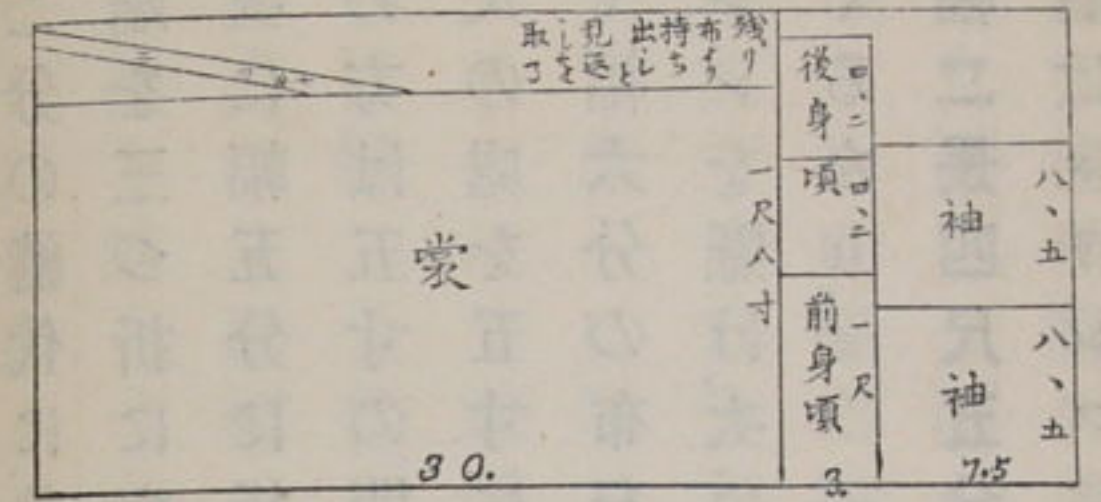 残り
布より
持ち
出しと
見返
しを
取る
後身頃
四、二
四、二
前身頃
一尺
袖
八、五
袖
八、五
裳
一尺八寸
30.
3.
7.5